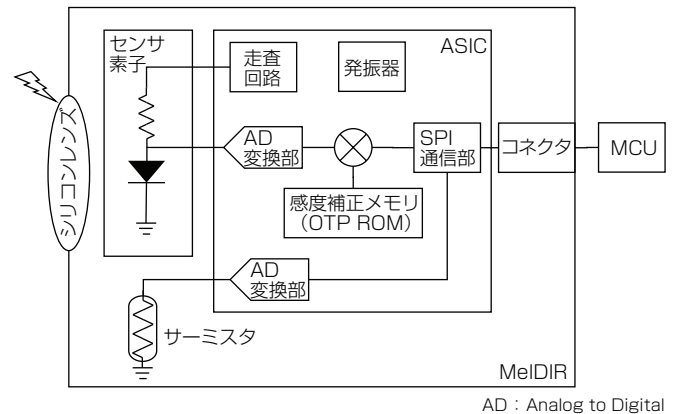 センサ
素子
走査
回路
発振器
ASIC
シリコンレンズ
AD
変換部
SPI
通信部
コネクタ
MCU
感度補正メモリ
（OTP ROM）
AD
変換部
サーミスタ
MelDIR
AD：Analog to Digital